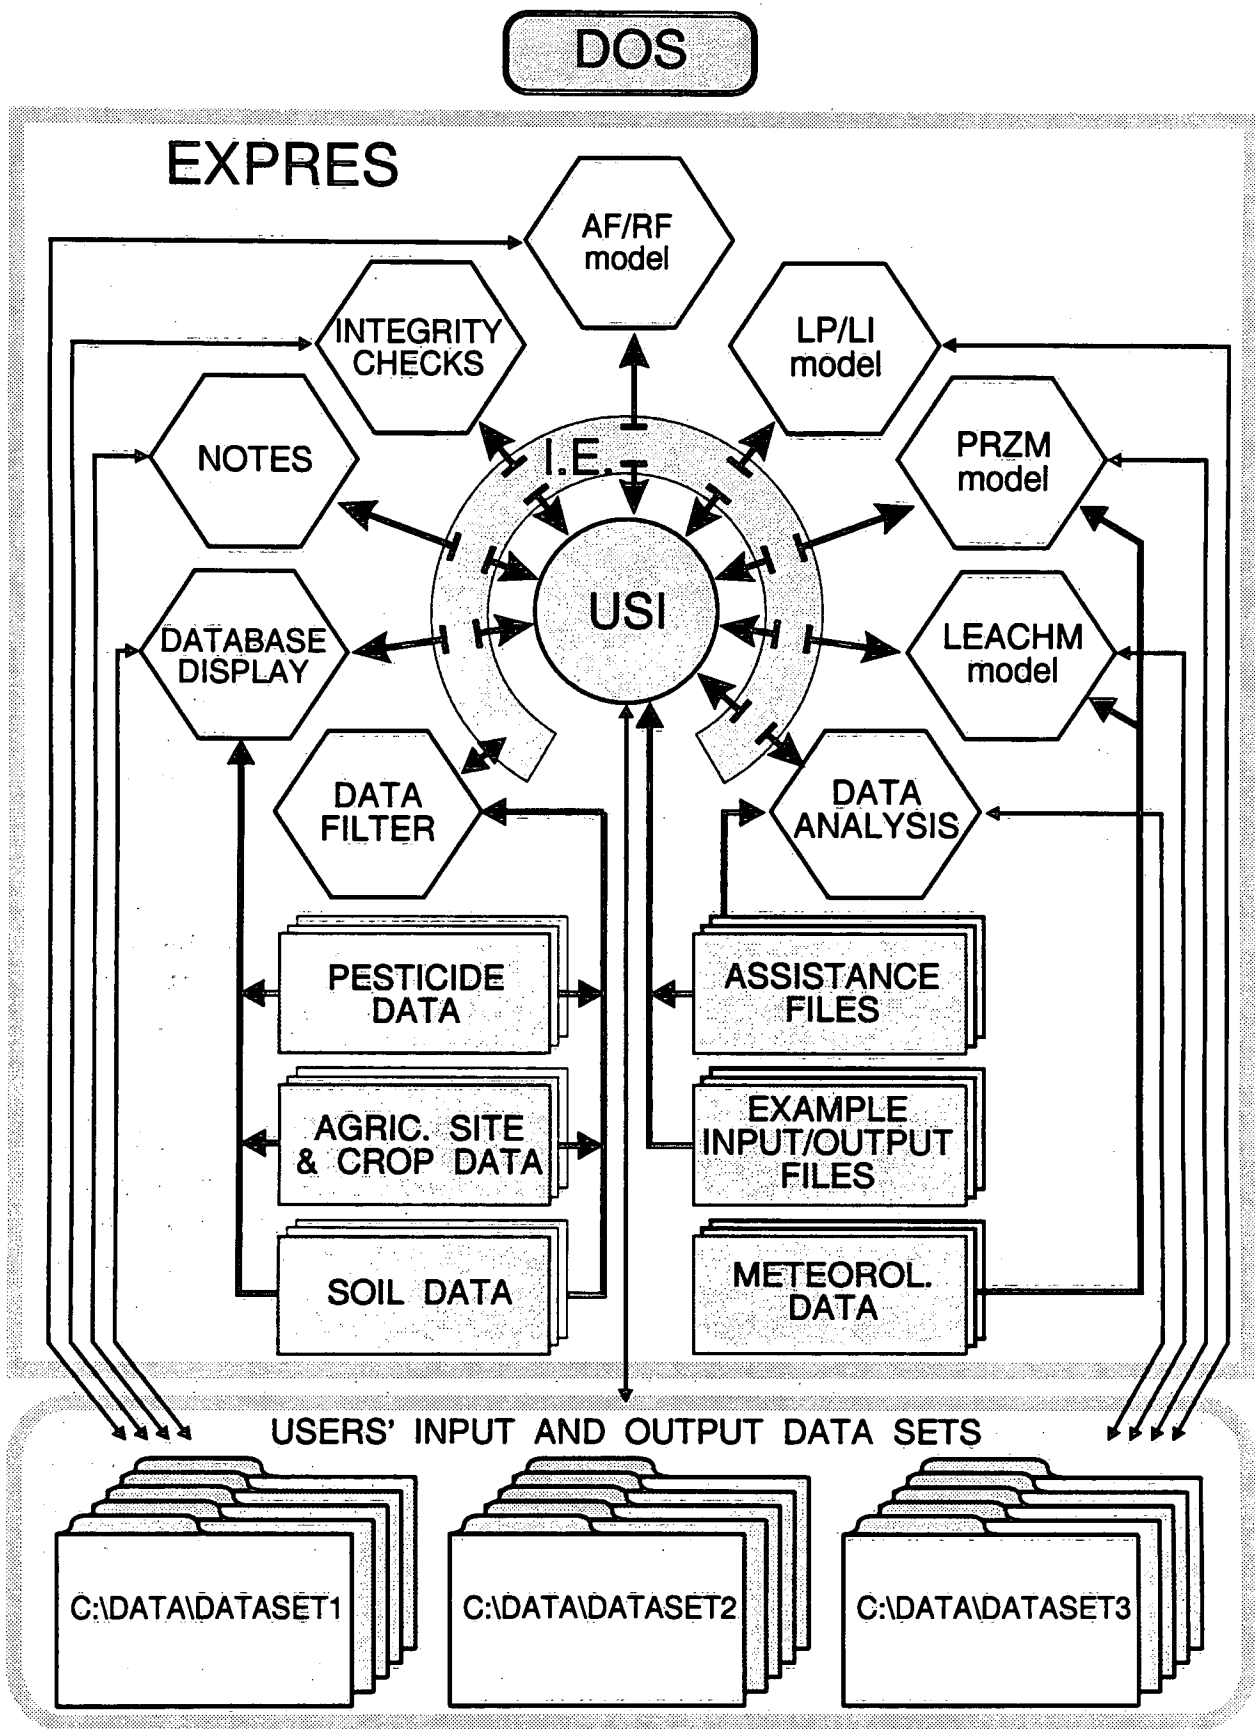 DOS
EXPRES
AF/RF
model
INTEGRITY
CHECKS
LP/LI
model
NOTES
I.E.
PRZM
model
USI
DATABASE
DISPLAY
LEACHM
model
DATA
FILTER
DATA
ANALYSIS
PESTICIDE
DATA
ASSISTANCE
FILES
AGRIC. SITE
& CROP DATA
EXAMPLE
INPUT/OUTPUT
FILES
SOIL DATA
METEOROL.
DATA
USERS' INPUT AND OUTPUT DATA SETS
C:\DATA\DATASET1
C:\DATA\DATASET2
C:\DATA\DATASET3